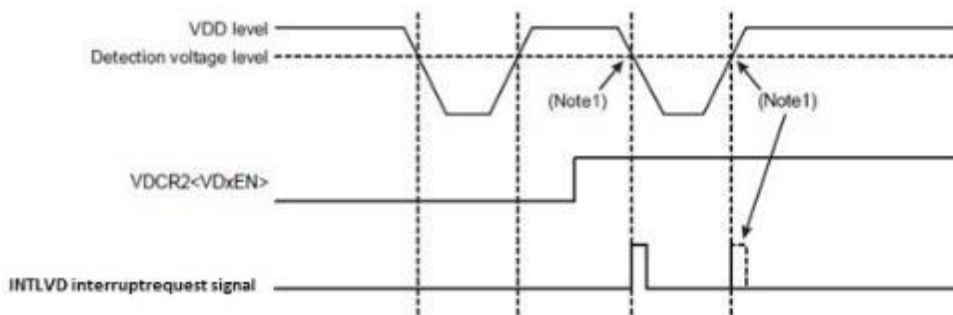 VDD level
Detection voltage level
(Note1)
(Note1)
VDCR2<VDxEN>
INTLVD interruptrequest signal